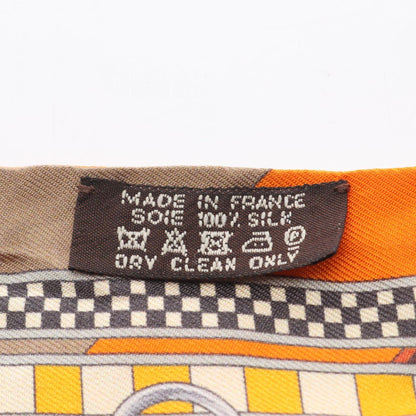 MADE IN FRANCE
SOIE 100% SILK
DRY CLEAN ONLY